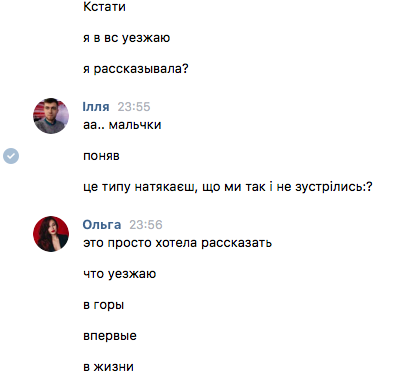 Кстати
я в вс уезжаю
я рассказывала?
Ілля 23:55
аа.. мальчки
поняв
це типу натякаєш, що ми так і не зустрілись:?
Ольга 23:56
это просто хотела рассказать
что уезжаю
в горы
впервые
в жизни